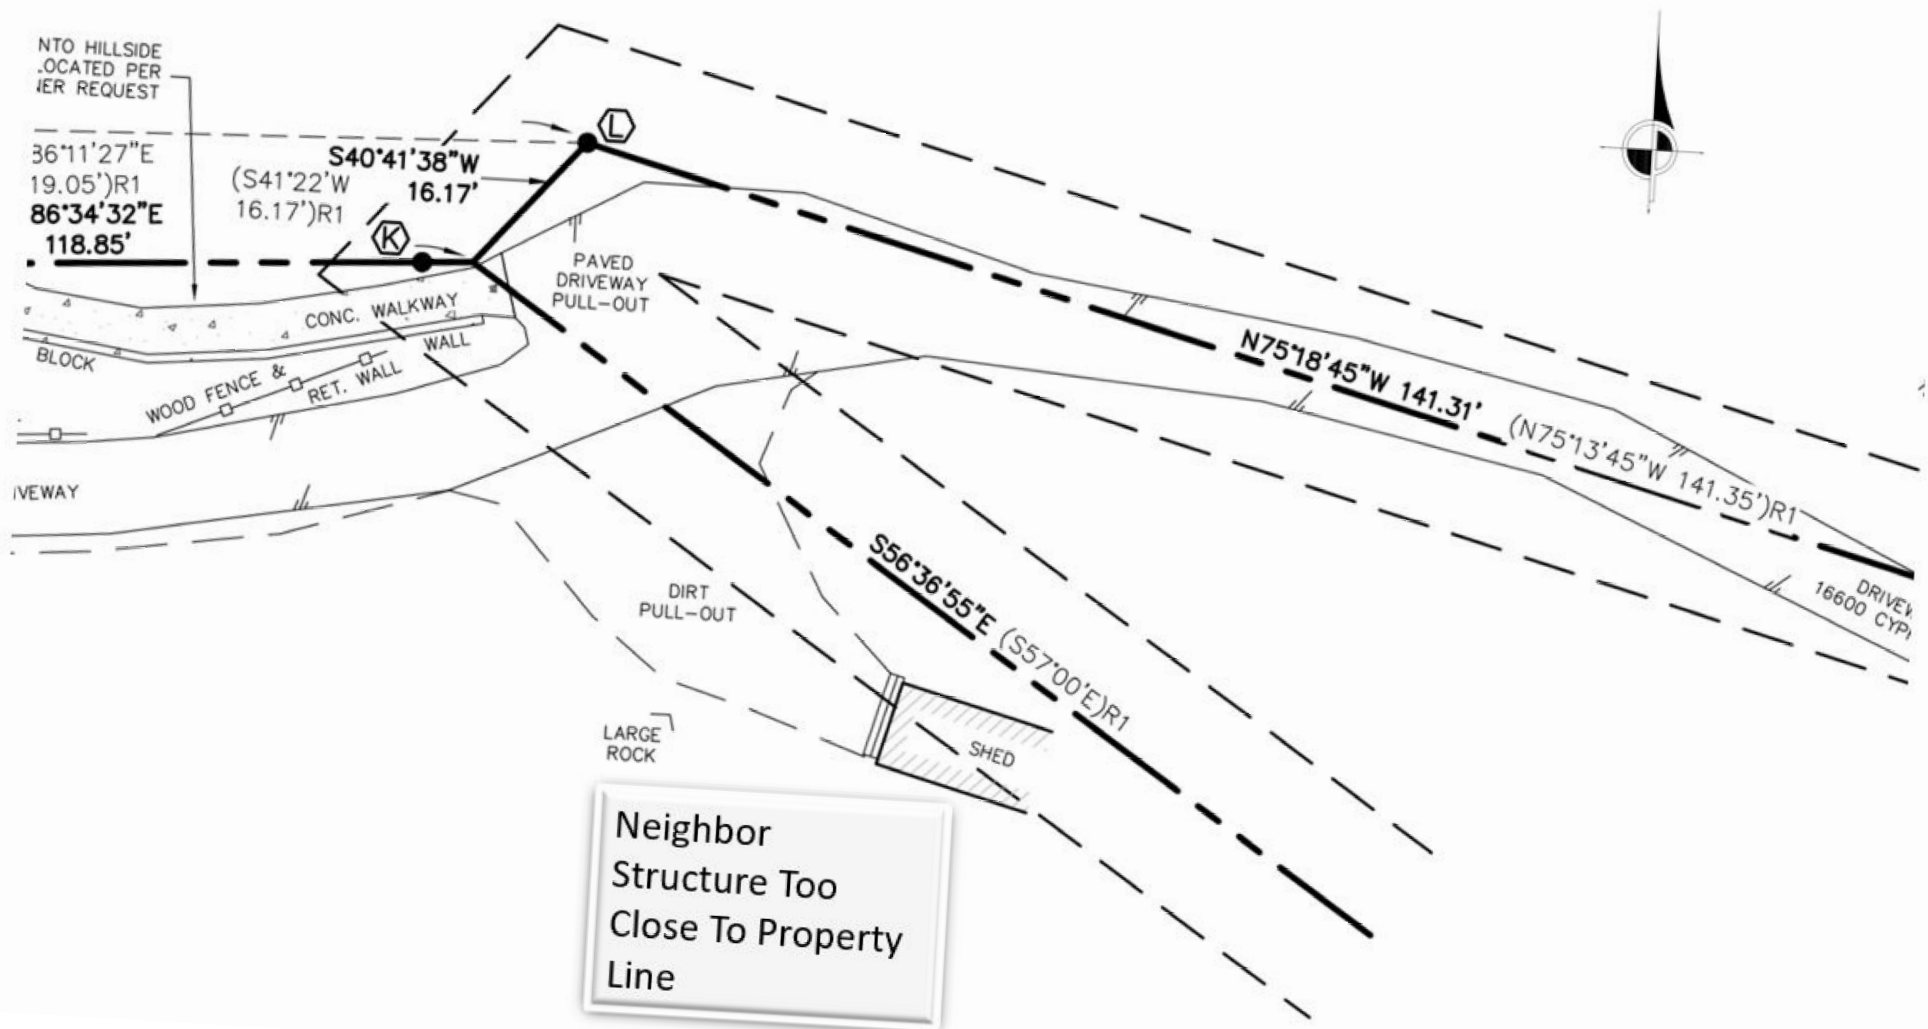 NTO HILLSIDE
OCATED PER
ER REQUEST
L
36°11'27"E
19.05')R1
86°34'32"E
118.85'
(S41°22'W
16.17')R1
S40°41'38"W
16.17'
K
PAVED
DRIVEWAY
PULL-OUT
CONC. WALKWAY
BLOCK
WALL
WOOD FENCE &
RET. WALL
VEWAY
N75°18'45"W 141.31'
(N75°13'45"W 141.35')R1
S56°36'55"E
(S57°00'E)R1
DIRT
PULL-OUT
DRIVEW
16600 CYP
LARGE
ROCK
SHED
Neighbor
Structure Too
Close To Property
Line